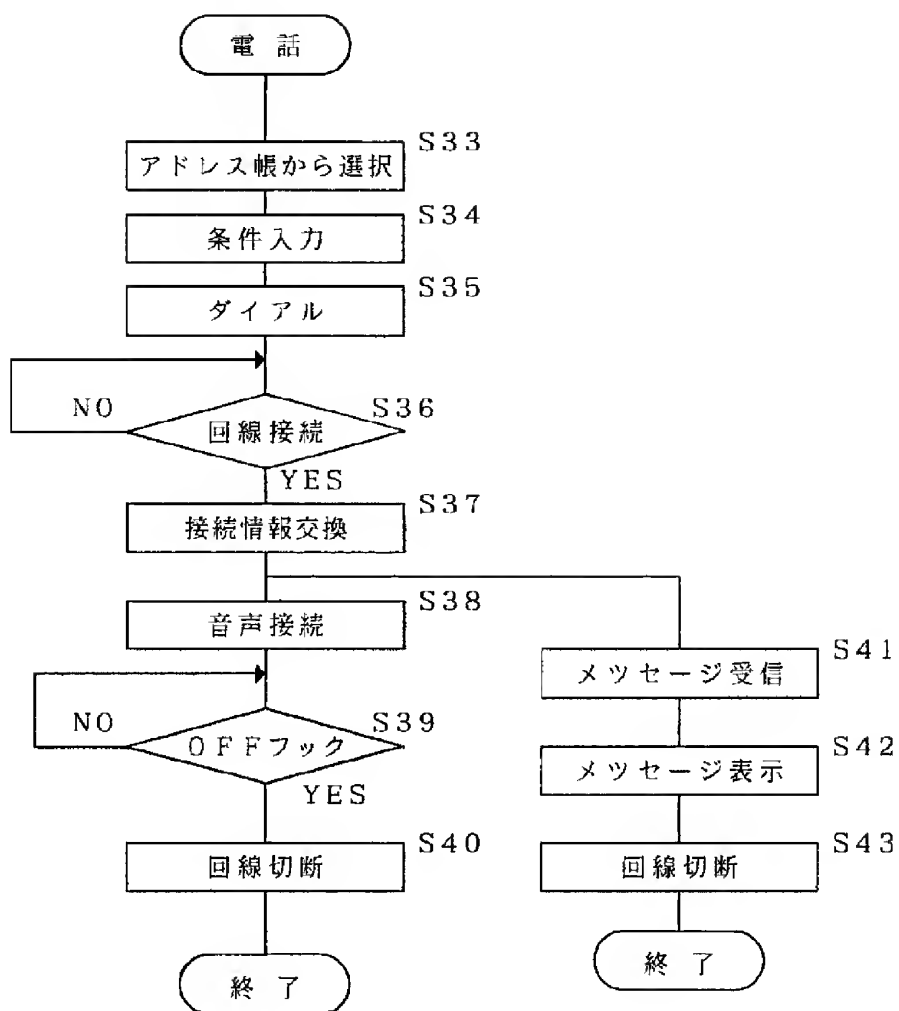 電 話
S33
アドレス帳から選択
S34
条件入力
S35
ダイアル
NO
S36
回線接続
YES
S37
接続情報交換
S38
音声接続
S41
メツセージ受信
NO
S39
OFFフック
S42
メツセージ表示
YES
S40
回線切断
S43
回線切断
終 了
終 了